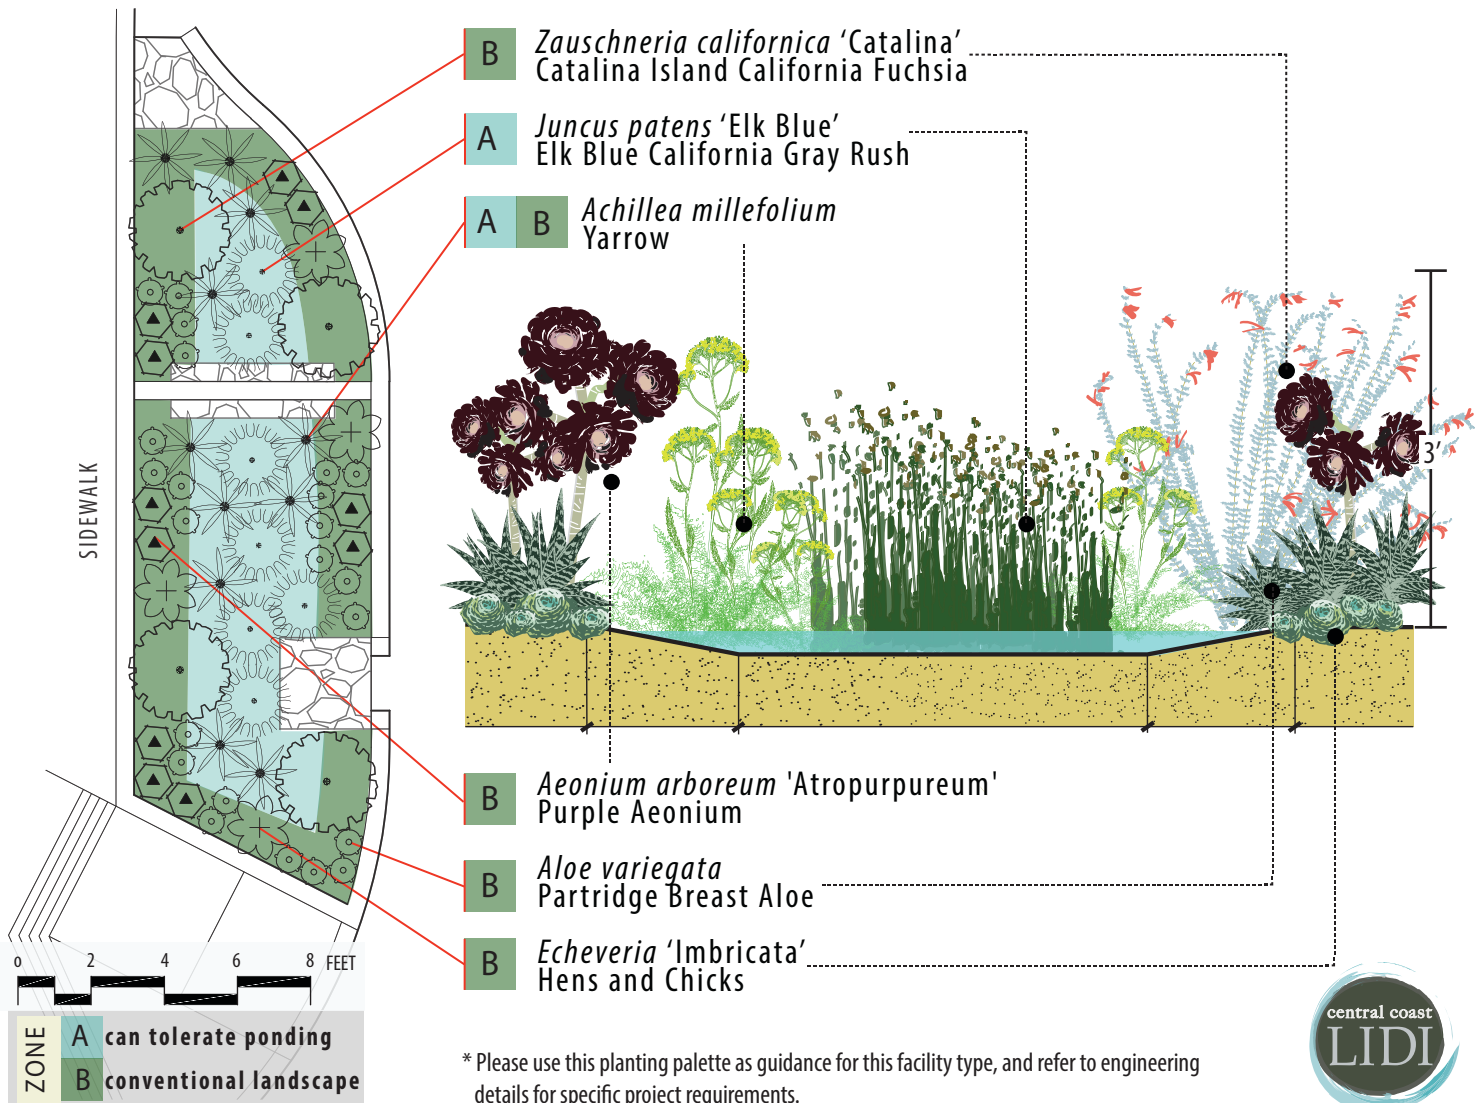 B
Zauschneria californica ‘Catalina’
Catalina Island California Fuchsia
A
Juncus patens ‘Elk Blue’
Elk Blue California Gray Rush
A B
Achillea millefolium
Yarrow
SIDEWALK
3’
B
Aeonium arboreum 'Atropurpureum'
Purple Aeonium
B
Aloe variegata
Partridge Breast Aloe
B
Echeveria ‘Imbricata’
Hens and Chicks
o 2 4 6 8 FEET
ZONE
A can tolerate ponding
B conventional landscape
* Please use this planting palette as guidance for this facility type, and refer to engineering
details for specific project requirements.
central coast
LIDI